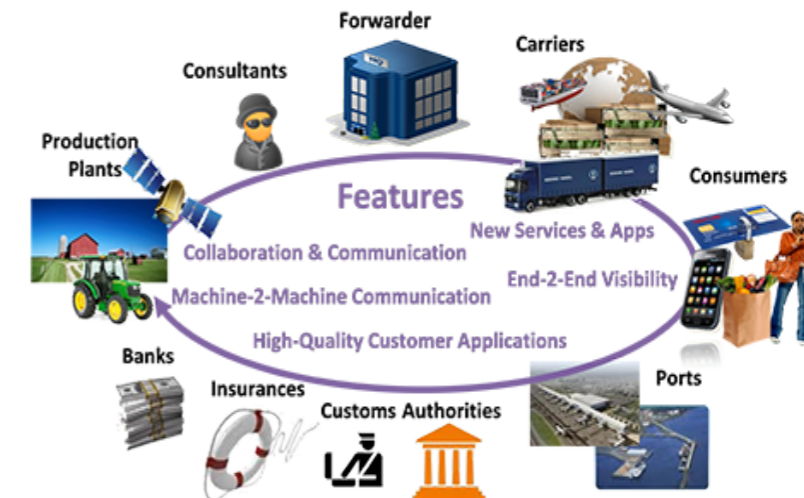 Forwarder
Carriers
Consultants
Production
Plants
Consumers
Features
New Services & Apps
Collaboration & Communication
End-2-End Visibility
Machine-2-Machine Communication
High-Quality Customer Applications
Banks
Insurances
Customs Authorities
Ports